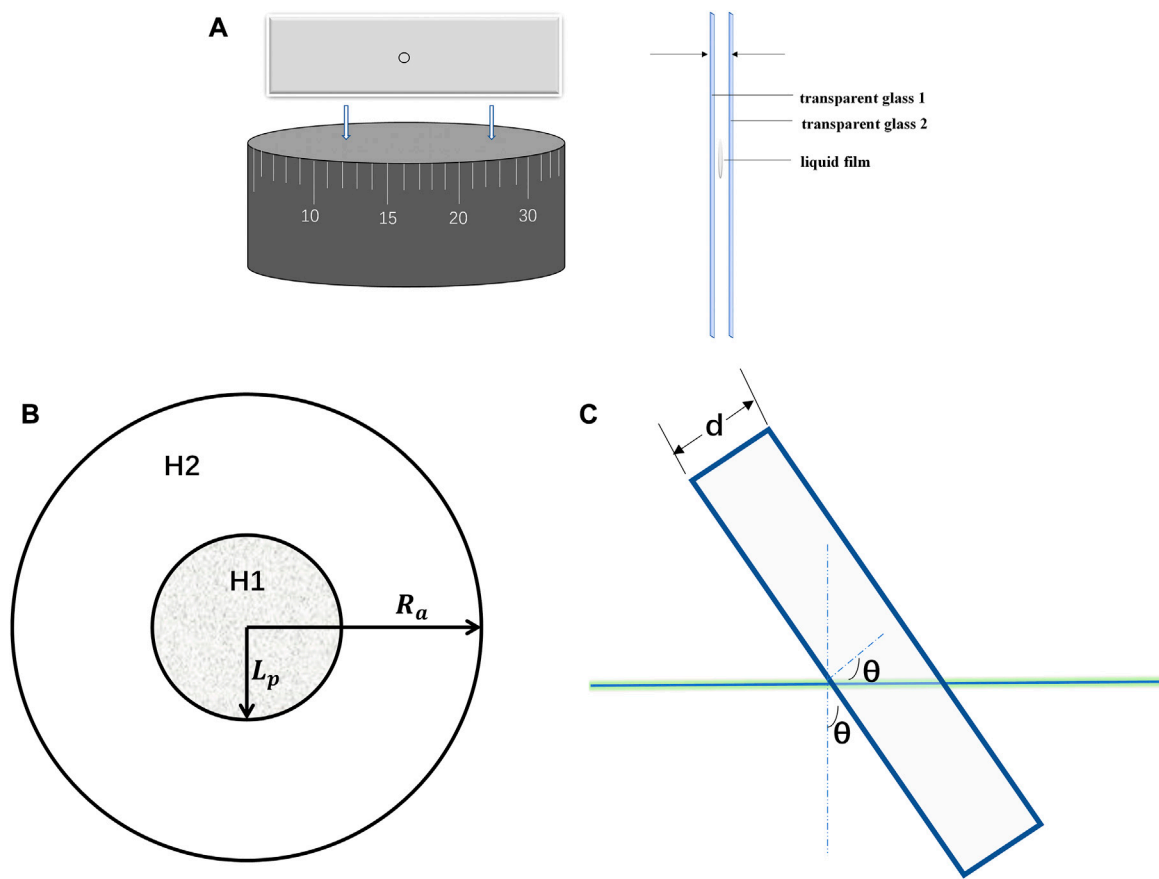 A
transparent glass 1
transparent glass 2
liquid film
10 15 20 30
B
H2
H1
R_a
L_p
C
d
θ
θ